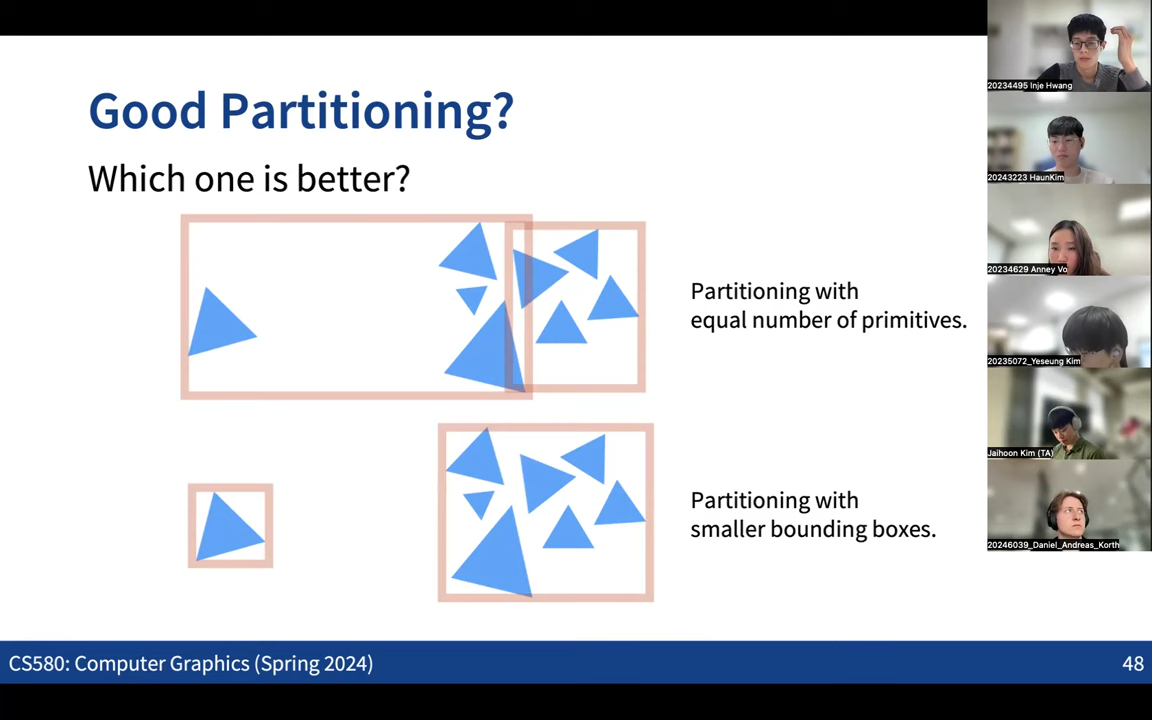 Good Partitioning?
Which one is better?
Partitioning with
equal number of primitives.
Partitioning with
smaller bounding boxes.
CS580: Computer Graphics (Spring 2024)
48
20234495 Inje Hwang
20243223 HaunKim
20234629 Anney Vo
20235072_Yeseung Kim
Jaihoon Kim (TA)
20246039_Daniel_Andreas_Korth